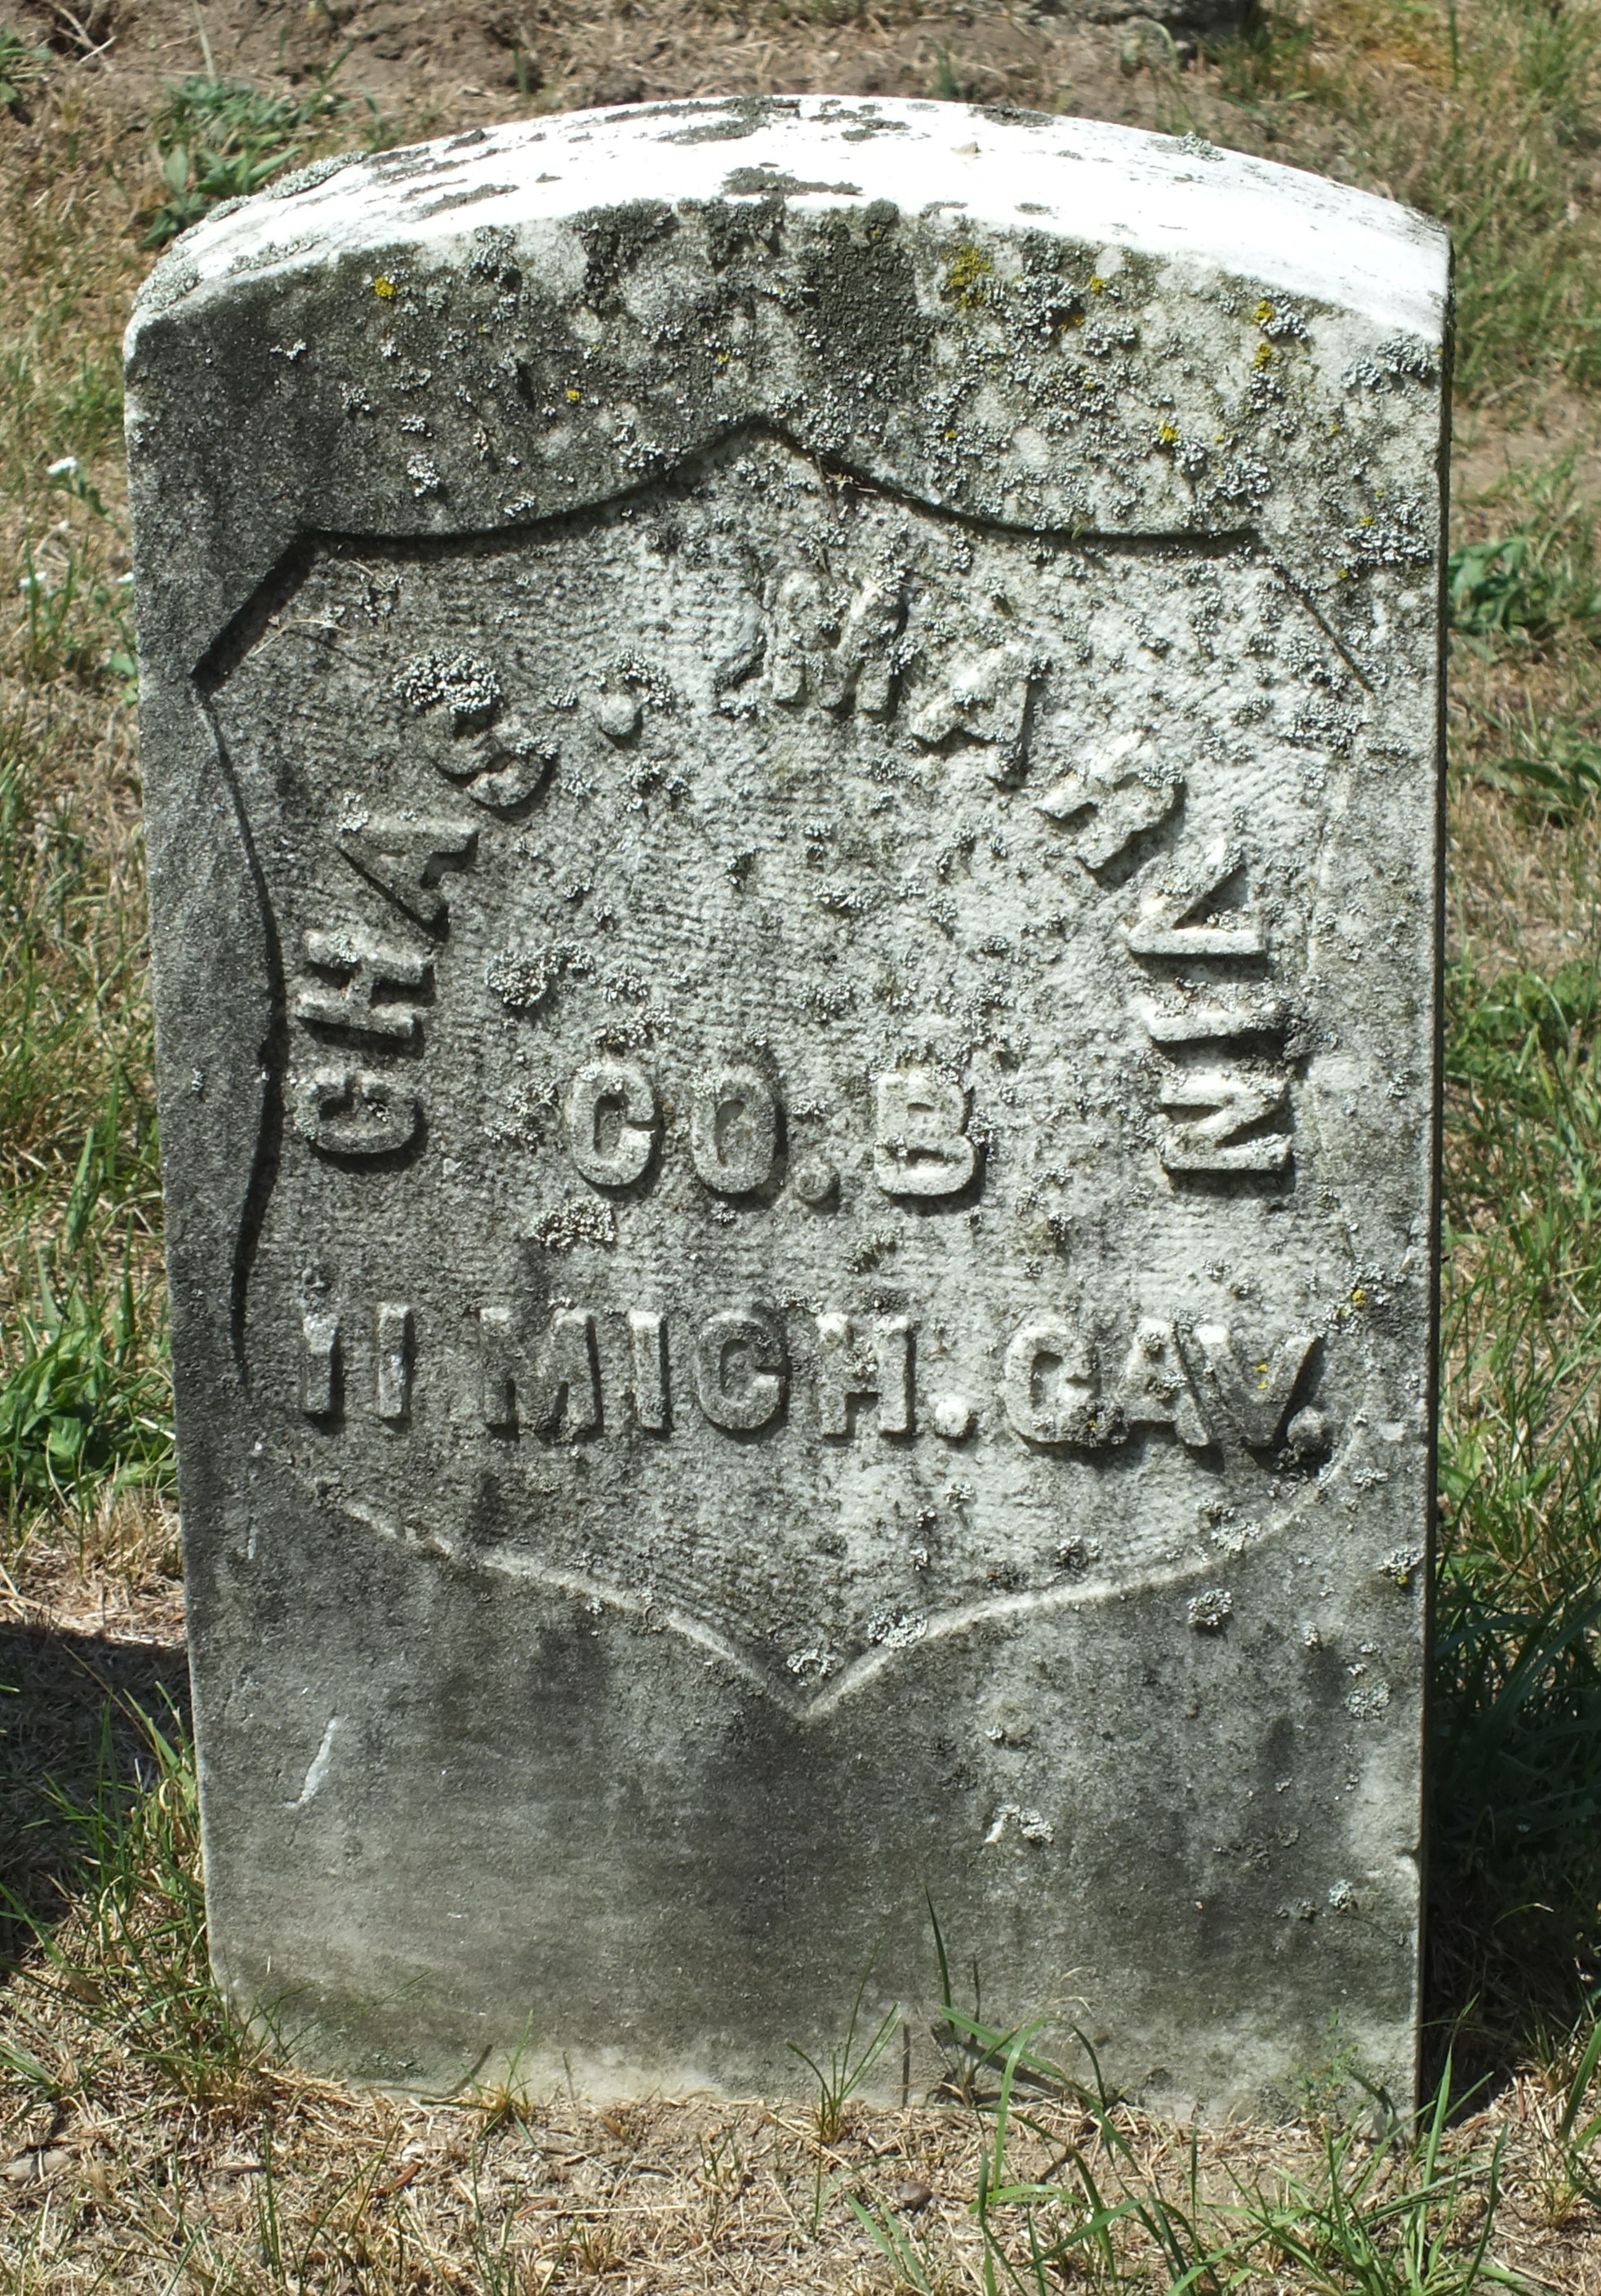 CHAS. J MARVIN
CO. B
11 MICH. CAV.